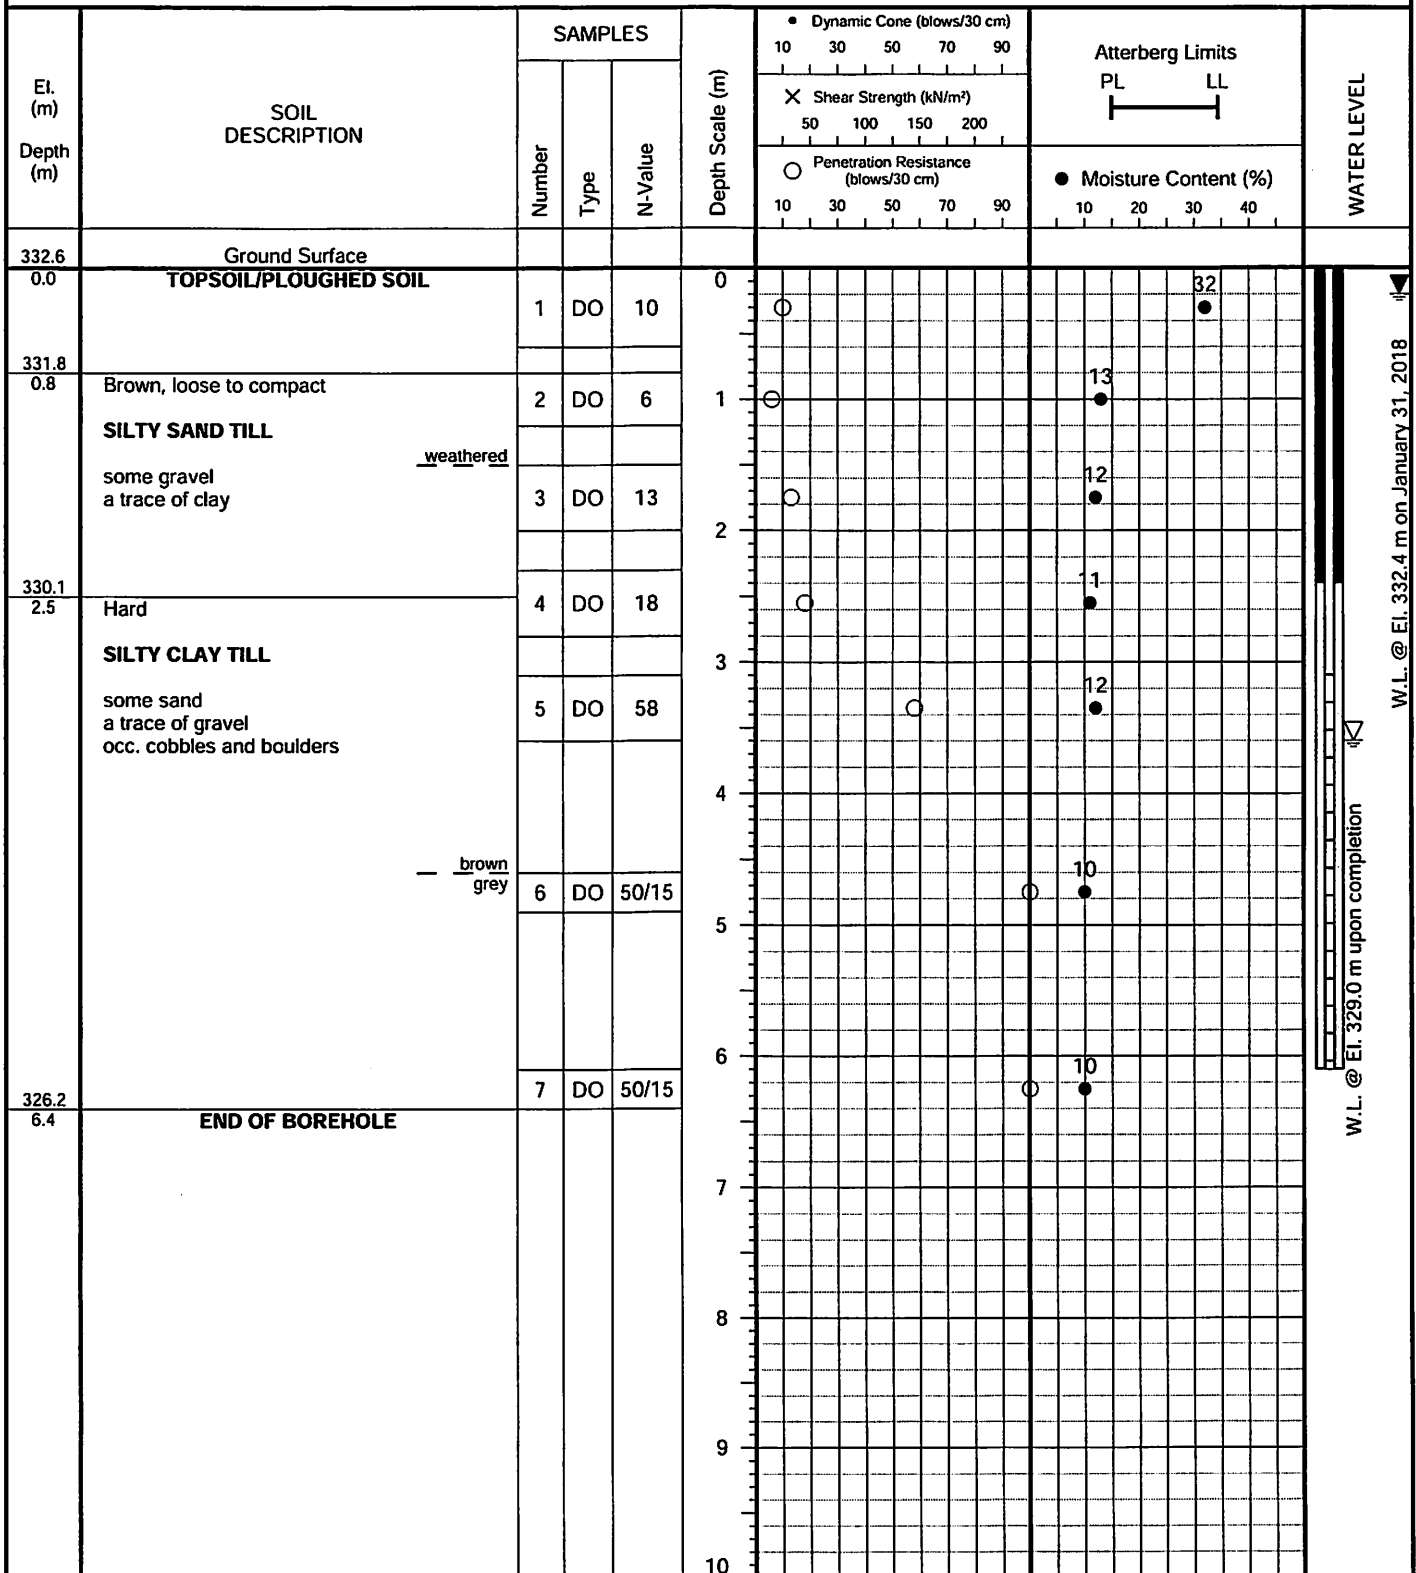 El.
(m)
Depth
(m)
SOIL
DESCRIPTION
SAMPLES
Number
Type
N-Value
Depth Scale (m)
• Dynamic Cone (blows/30 cm)
10 30 50 70 90
X Shear Strength (kN/m²)
50 100 150 200
O Penetration Resistance
(blows/30 cm)
10 30 50 70 90
Atterberg Limits
PL LL
● Moisture Content (%)
10 20 30 40
WATER LEVEL
332.6 Ground Surface
0.0 TOPSOIL/PLOUGHED SOIL 0
1 DO 10 32
331.8
0.8 Brown, loose to compact
2 DO 6 1 13
SILTY SAND TILL
weathered
some gravel
a trace of clay
3 DO 13 12
2
330.1
2.5 Hard
4 DO 18 11
SILTY CLAY TILL
3
some sand
a trace of gravel
occ. cobbles and boulders
5 DO 58 12
4
brown
grey
6 DO 50/15 10
5
6
7 DO 50/15 10
326.2
6.4 END OF BOREHOLE
7
8
9
10
W.L. @ El. 329.0 m upon completion
W.L. @ El. 332.4 m on January 31, 2018